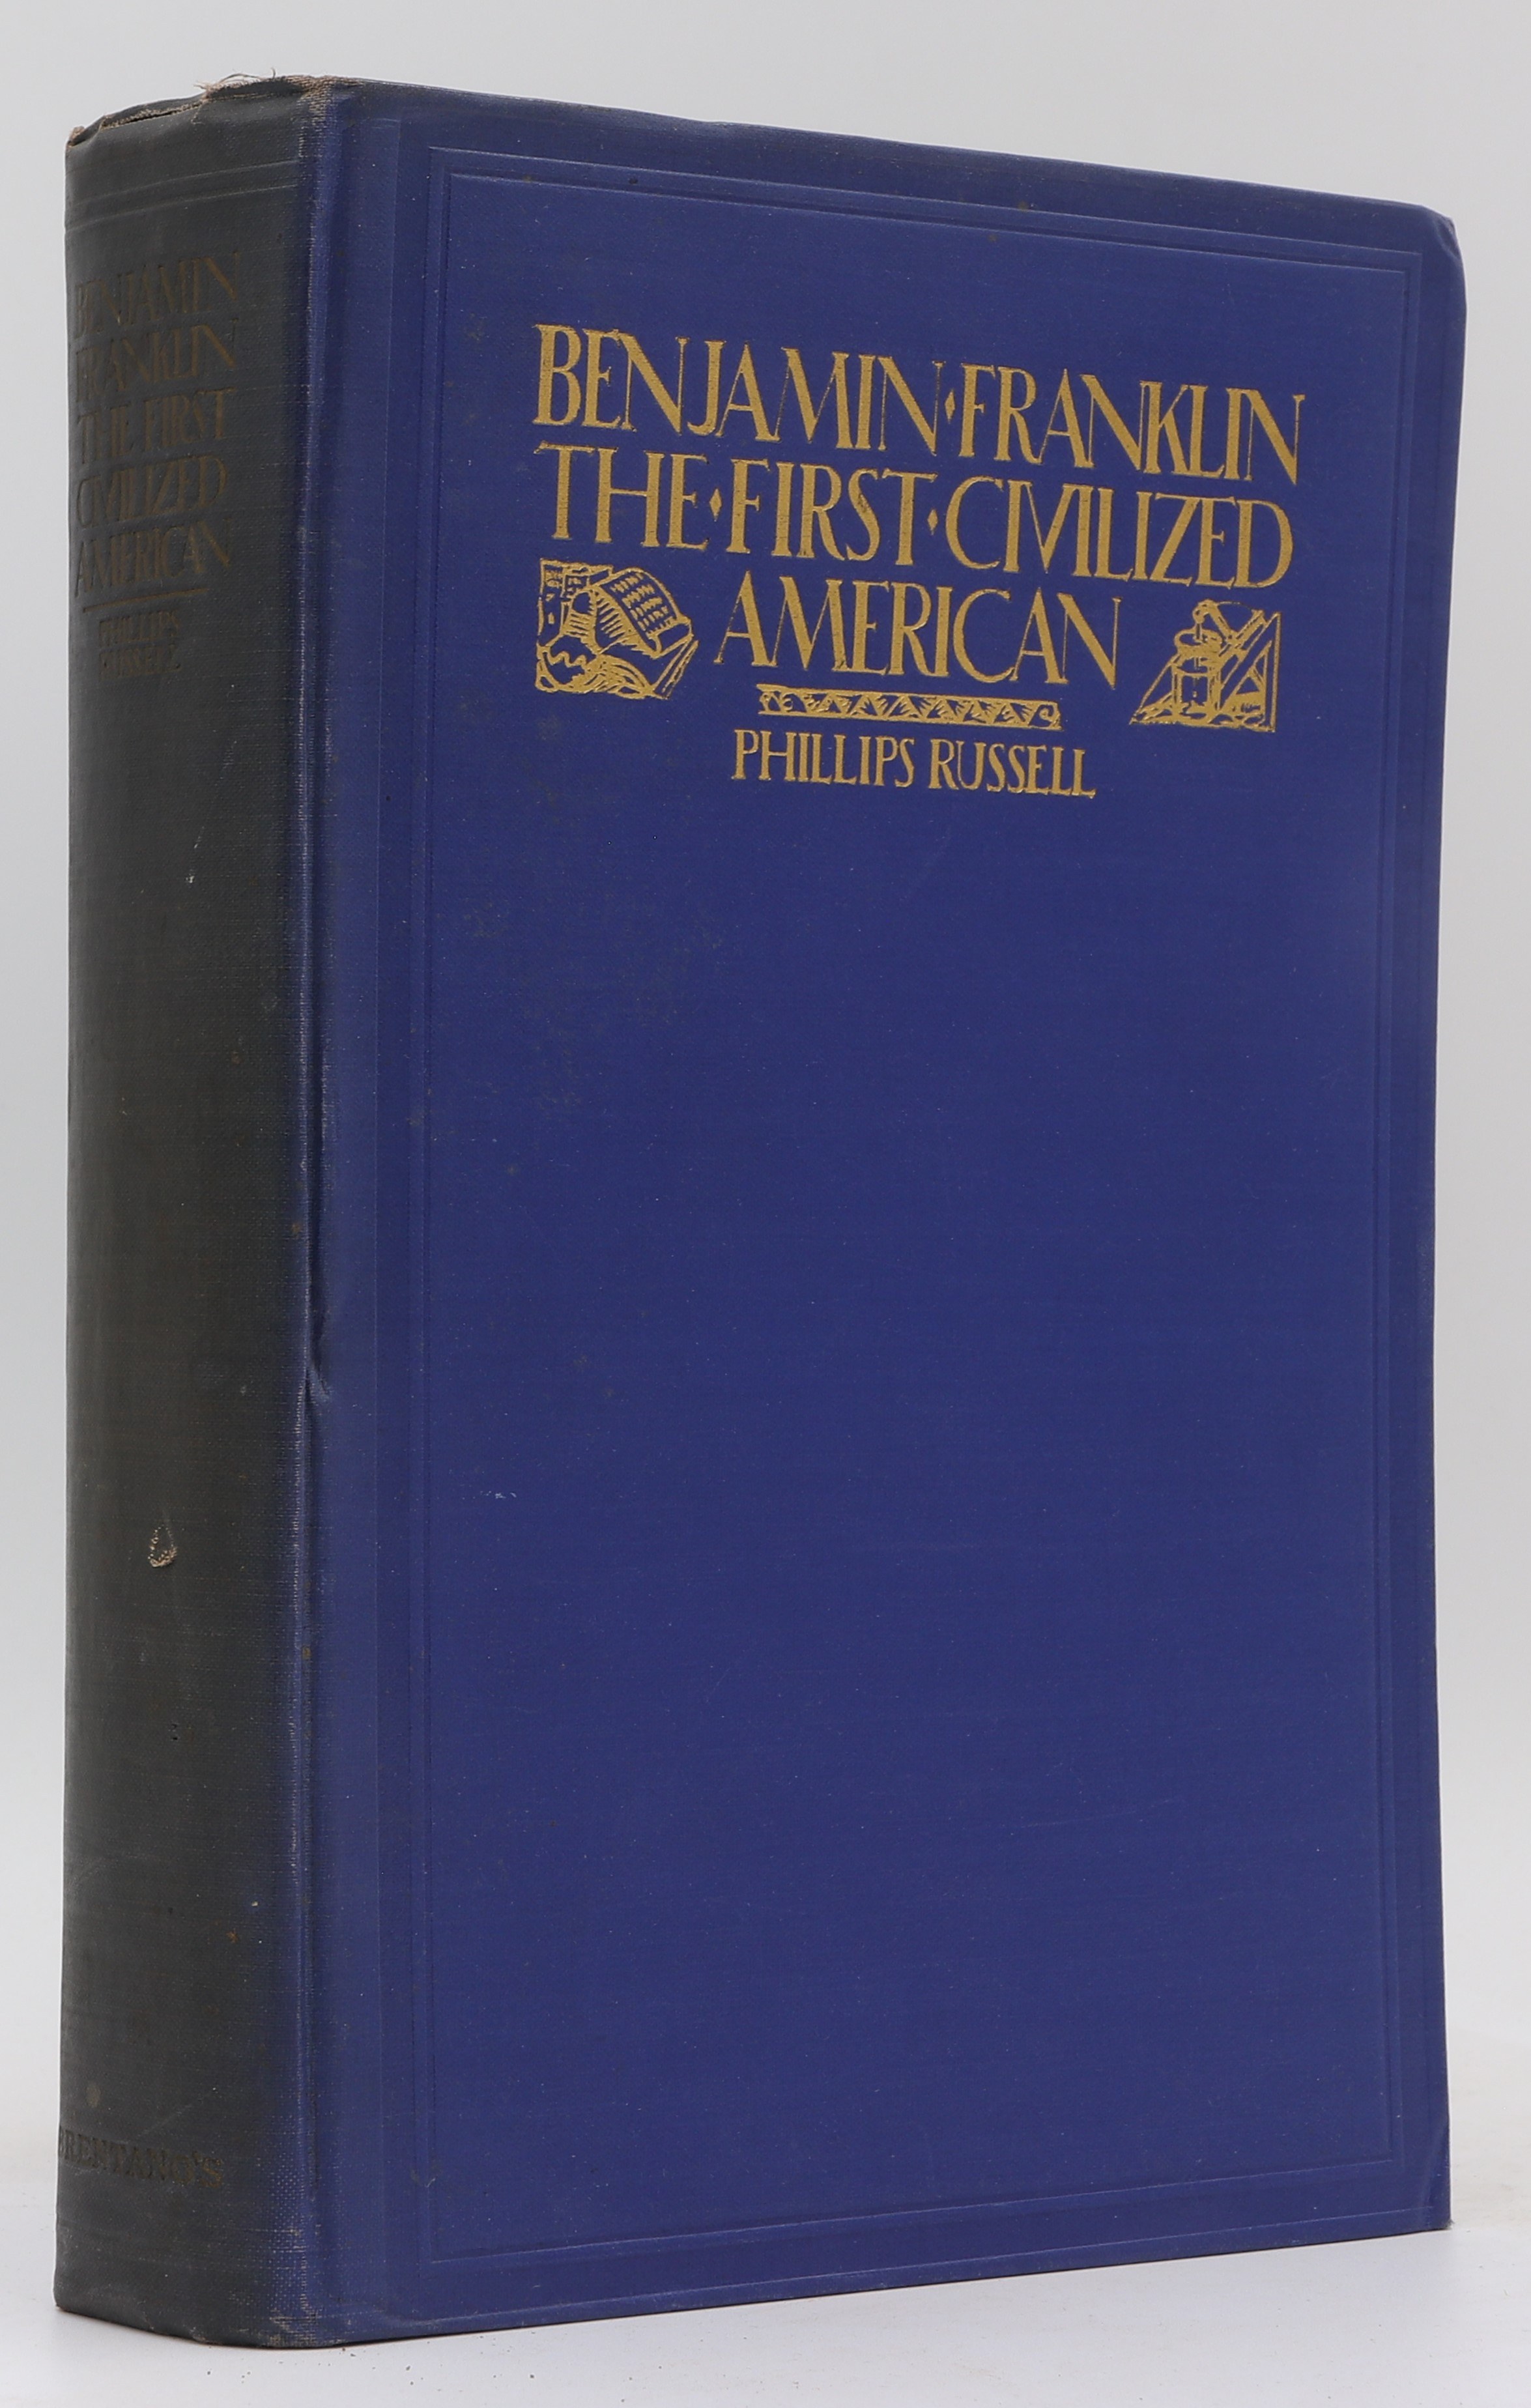 BENJAMIN
FRANKLIN
THE FIRST
CIVILIZED
AMERICAN
PHILLIPS
RUSSELL
BRENTANO'S
BENJAMIN·FRANKLIN
THE·FIRST·CIVILIZED
AMERICAN
PHILLIPS RUSSELL